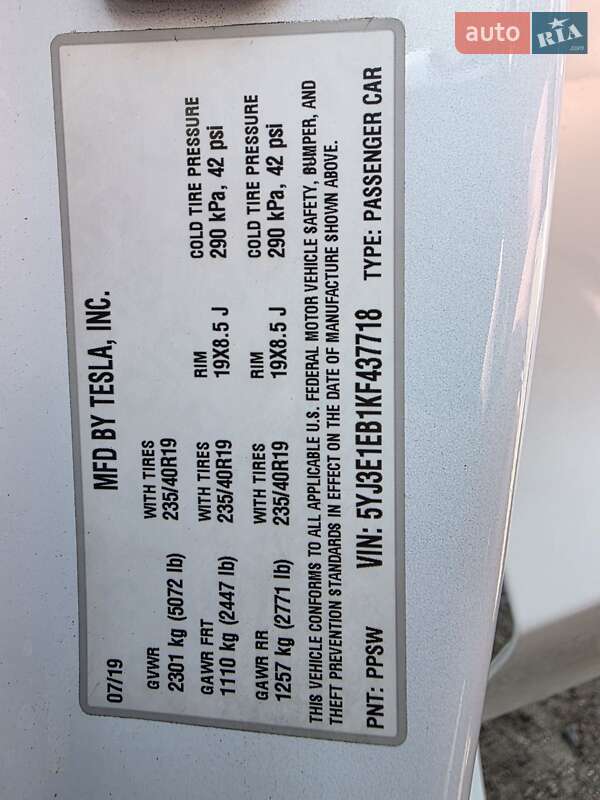 auto RIA.com
MFD BY TESLA, INC.
07/19
GVWR WITH TIRES
2301 kg (5072 lb) 235/40R19
GAWR FRT WITH TIRES RIM COLD TIRE PRESSURE
1110 kg (2447 lb) 235/40R19 19X8.5 J 290 kPa, 42 psi
GAWR RR WITH TIRES RIM COLD TIRE PRESSURE
1257 kg (2771 lb) 235/40R19 19X8.5 J 290 kPa, 42 psi
THIS VEHICLE CONFORMS TO ALL APPLICABLE U.S. FEDERAL MOTOR VEHICLE SAFETY, BUMPER, AND
THEFT PREVENTION STANDARDS IN EFFECT ON THE DATE OF MANUFACTURE SHOWN ABOVE.
PNT: PPSW VIN: 5YJ3E1EB1KF437718 TYPE: PASSENGER CAR